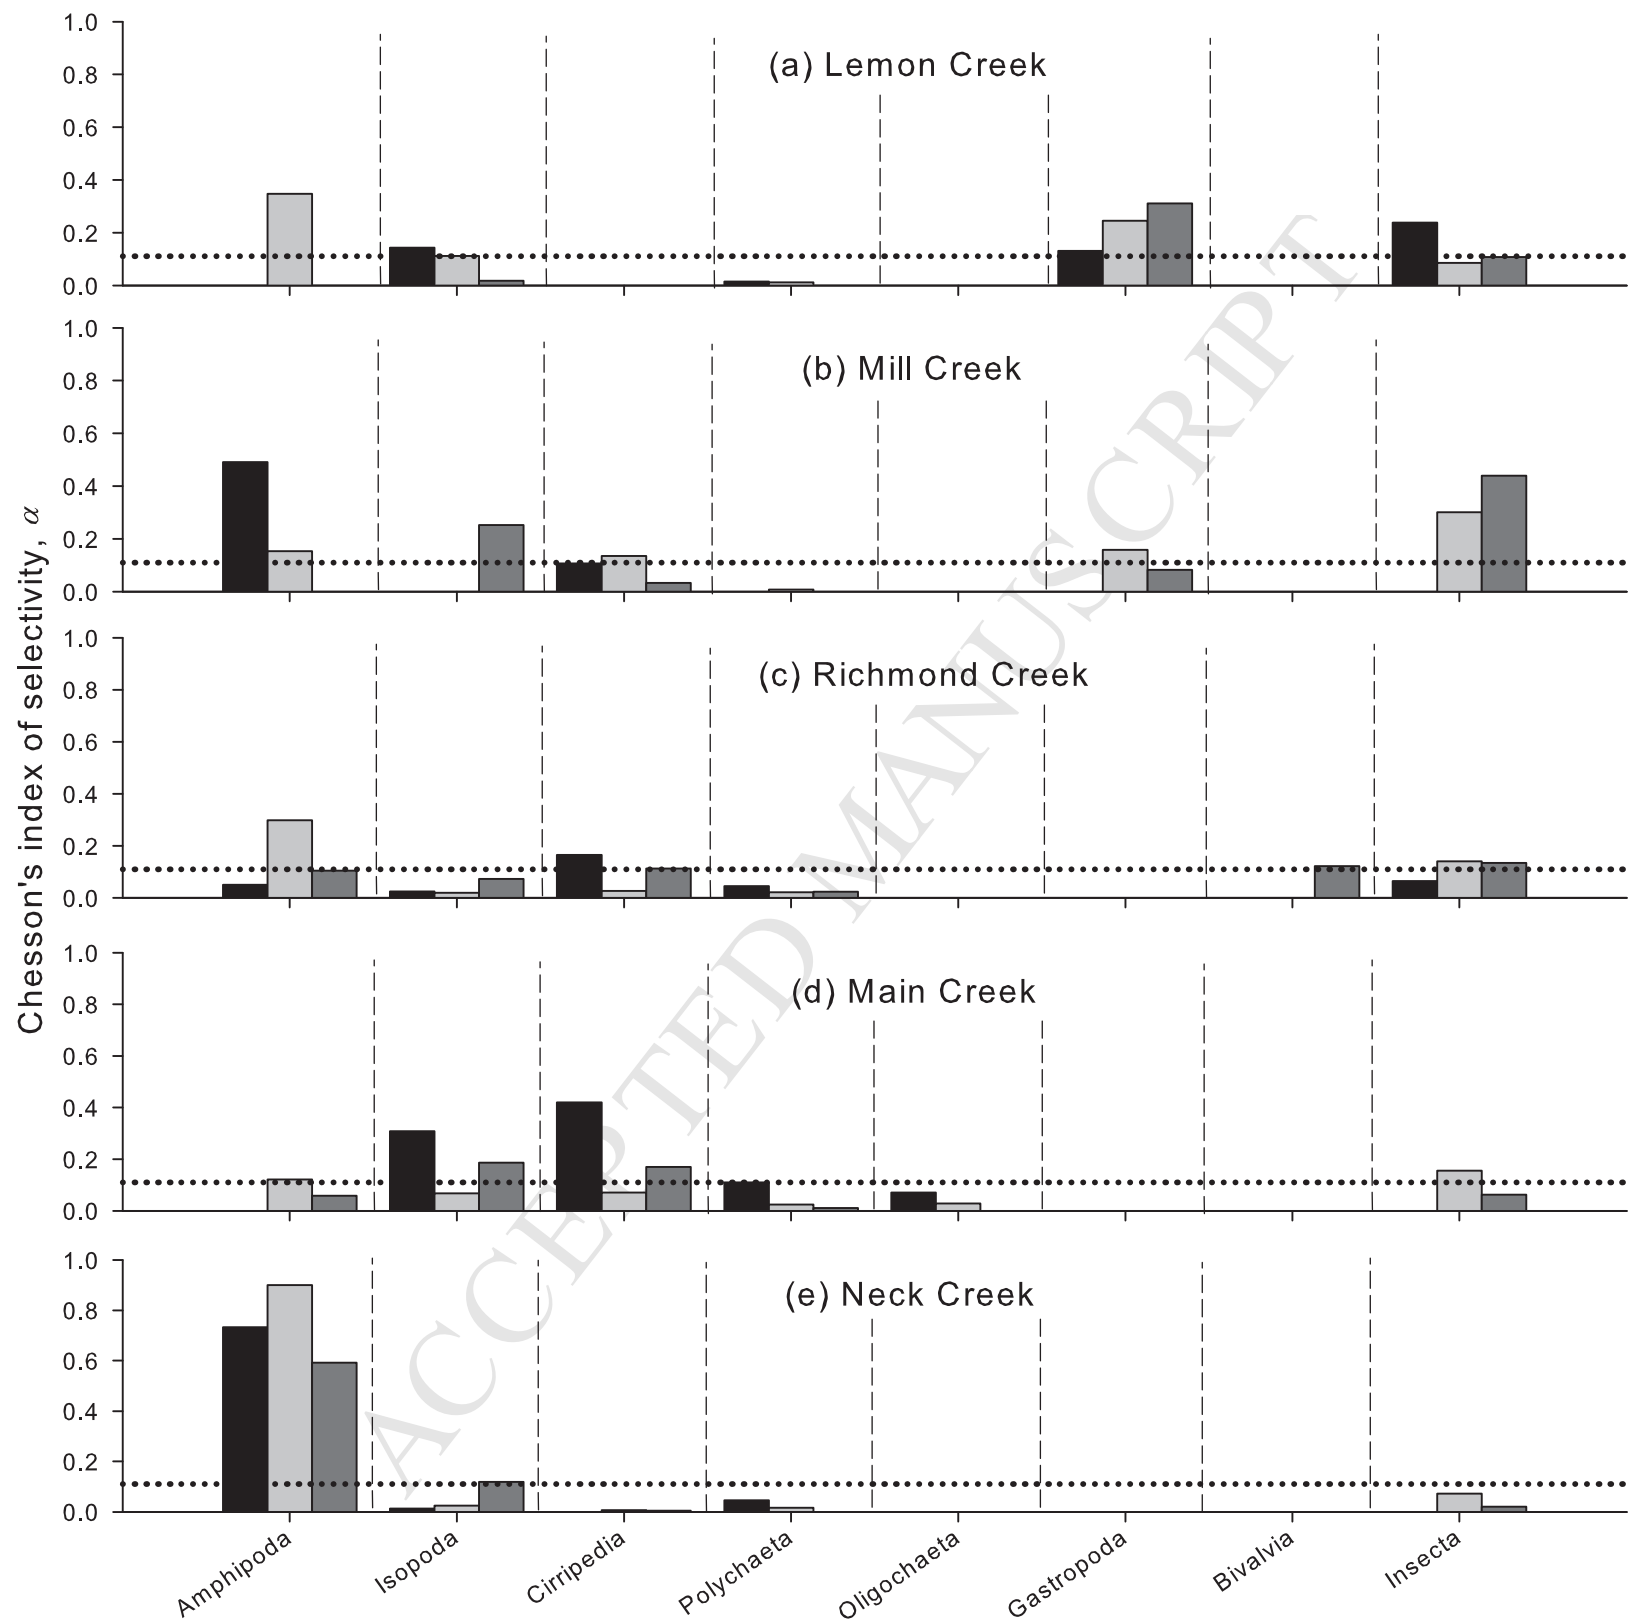 Chesson's index of selectivity, α
(a) Lemon Creek
1.0
0.8
0.6
0.4
0.2
0.0
(b) Mill Creek
1.0
0.8
0.6
0.4
0.2
0.0
(c) Richmond Creek
1.0
0.8
0.6
0.4
0.2
0.0
(d) Main Creek
1.0
0.8
0.6
0.4
0.2
0.0
(e) Neck Creek
1.0
0.8
0.6
0.4
0.2
0.0
Amphipoda
Isopoda
Cirripedia
Polychaeta
Oligochaeta
Gastropoda
Bivalvia
Insecta
ACCEPTED MANUSCRIPT